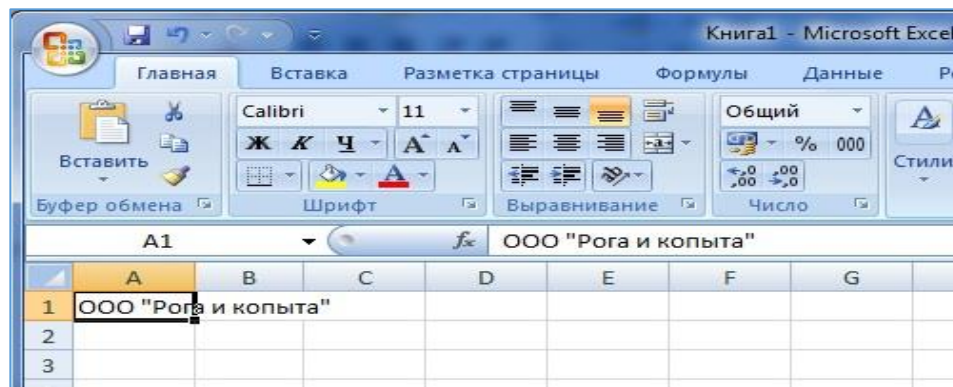 Книга1 - Microsoft Excel
Главная Вставка Разметка страницы Формулы Данные
Calibri 11 Общий
Вставить Ж К Ч A A % 000 Стили
Буфер обмена Шрифт Выравнивание Число
A1 fx ООО "Рога и копыта"
A B C D E F G
1 ООО "Рога и копыта"
2
3